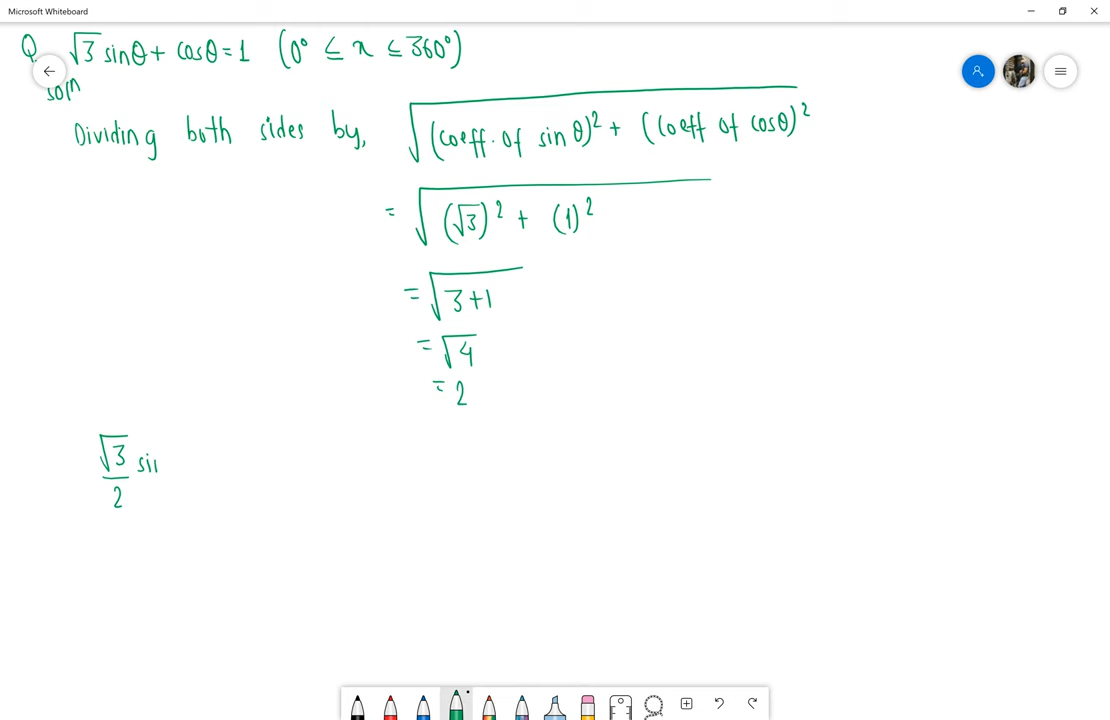 Microsoft Whiteboard
Q. √3 sinθ + cosθ = 1 (0° ≤ x ≤ 360°)
soln
Dividing both sides by, √(coeff. of sin θ)² + (coeff of cosθ)²
= √(√3)² + (1)²
= √3+1
= √4
= 2
√3/2 sin